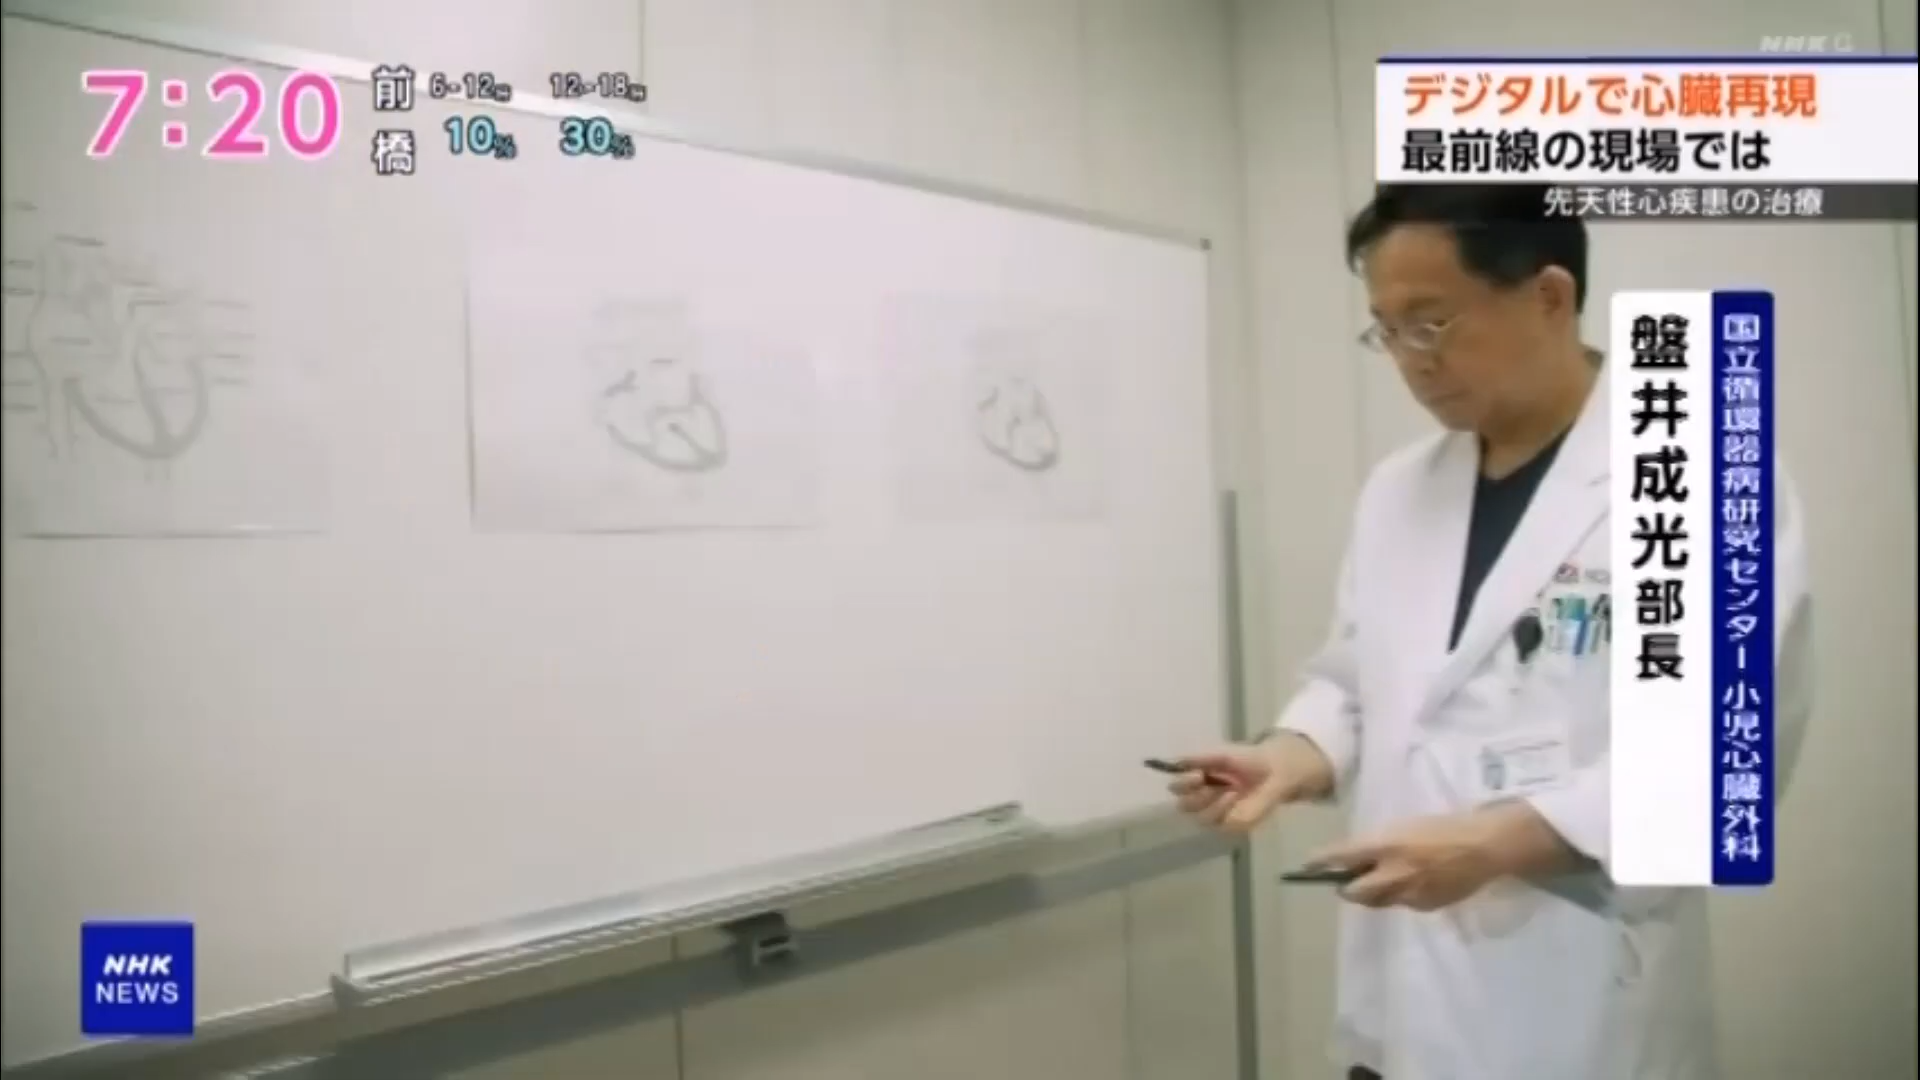 NHK G
7:20
前橋
6-12時 12-18時
10% 30%
デジタルで心臓再現
最前線の現場では
先天性心疾患の治療
国立循環器病研究センター 小児心臓外科
盤井成光部長
NHK
NEWS